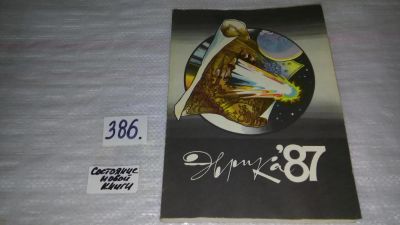 386.
Состояние
новой
книги
Эврика'87